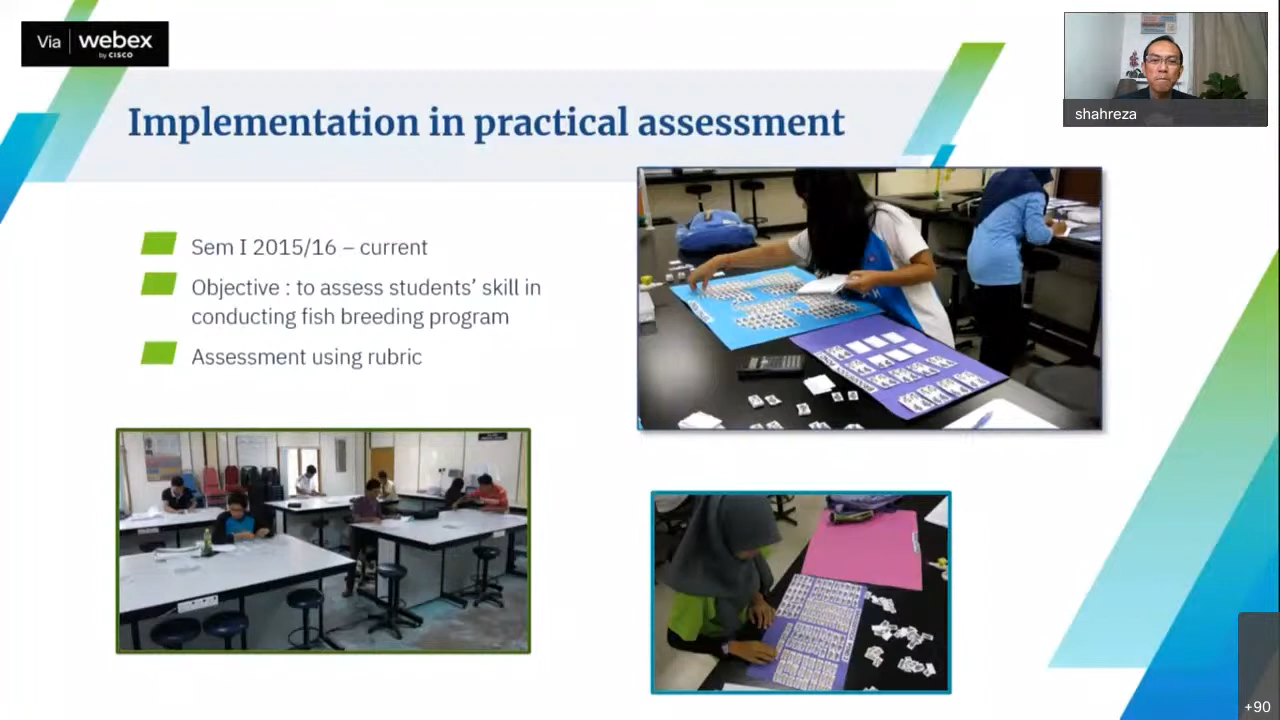 Via webex
by CISCO
shahreza
Implementation in practical assessment
Sem I 2015/16 – current
Objective : to assess students’ skill in
conducting fish breeding program
Assessment using rubric
+90